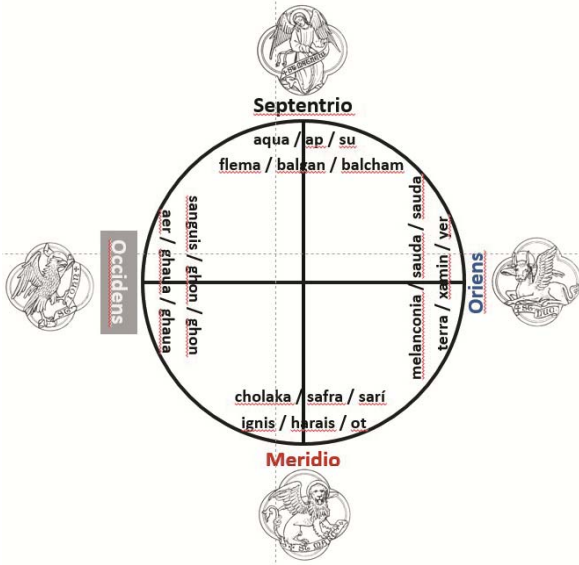 Septentrio
aqua / ap / su
flema / balgan / balcham
Occidens
aer / ghaua / ghaua
sanguis / ghon / ghon
melanconia / sauda / sauda
terra / xamin / yer
Oriens
cholaka / safra / sarí
ignis / harais / ot
Meridio